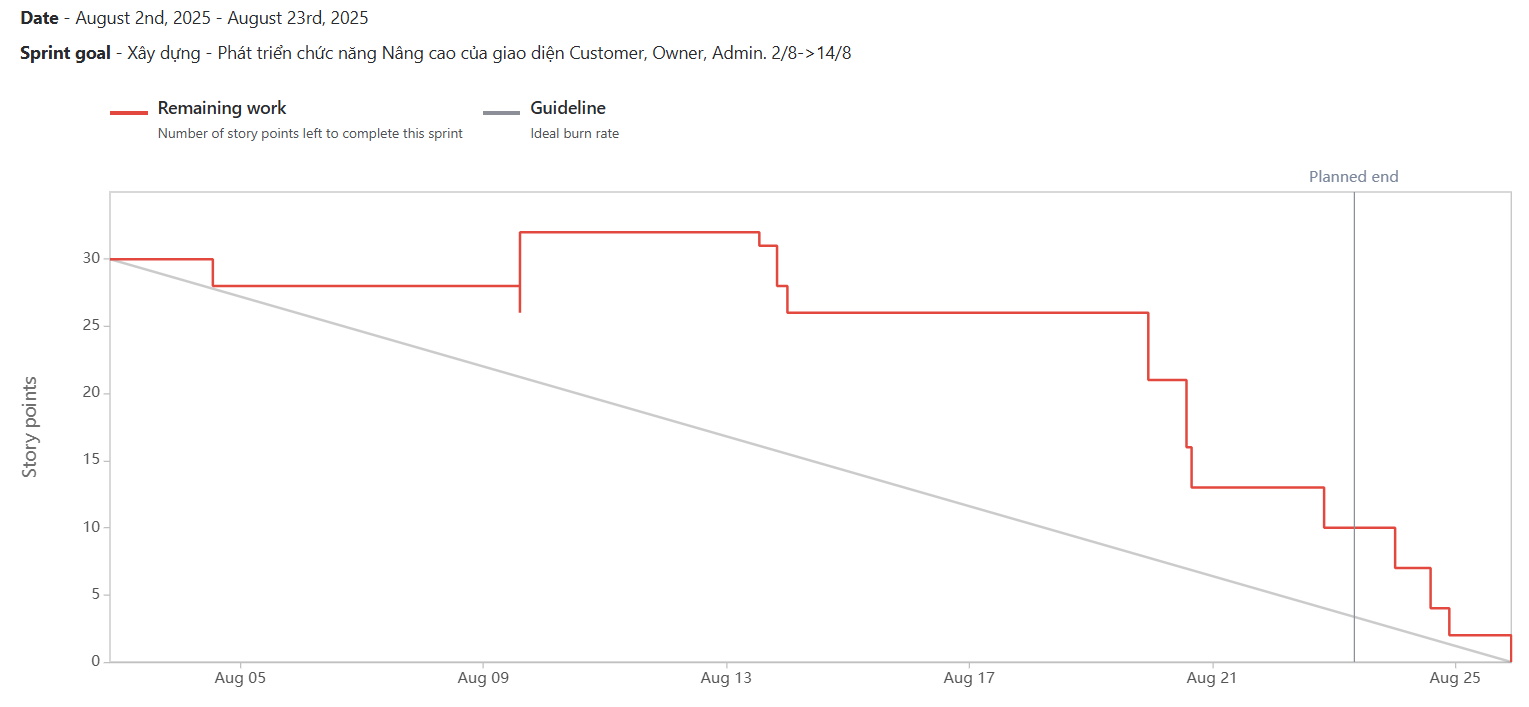 Date - August 2nd, 2025 - August 23rd, 2025
Sprint goal - Xây dựng - Phát triển chức năng Nâng cao của giao diện Customer, Owner, Admin. 2/8->14/8
Remaining work
Number of story points left to complete this sprint
Guideline
Ideal burn rate
Planned end
Story points
30
25
20
15
10
5
0
Aug 05
Aug 09
Aug 13
Aug 17
Aug 21
Aug 25